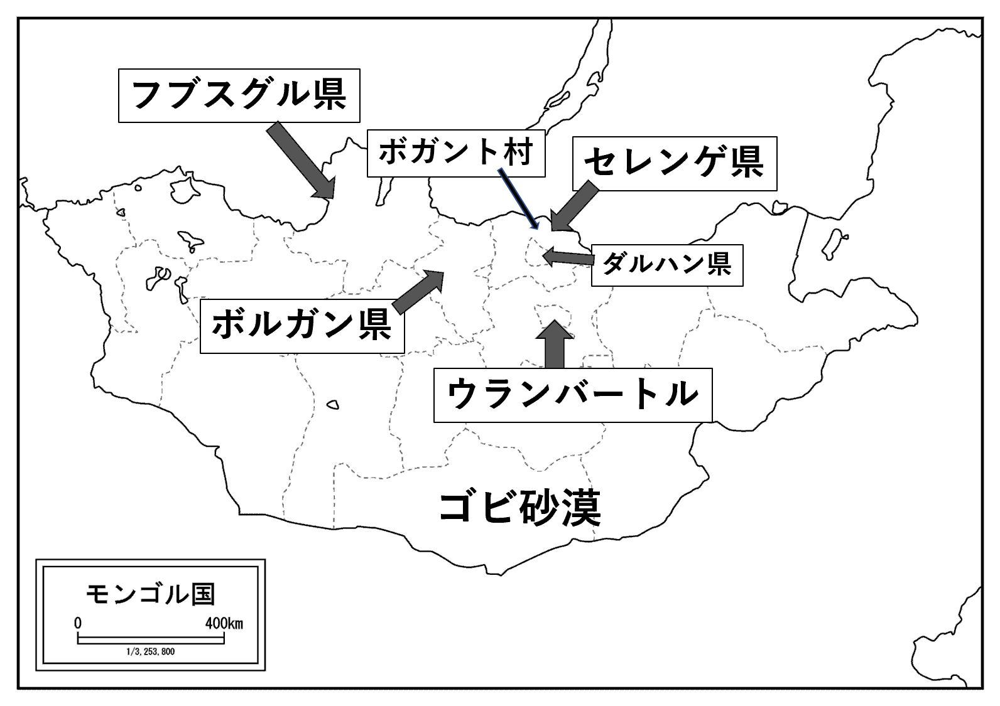 フブスグル県
ボガント村
セレンゲ県
ダルハン県
ボルガン県
ウランバートル
ゴビ砂漠
モンゴル国
0 400km
1/3,253,800